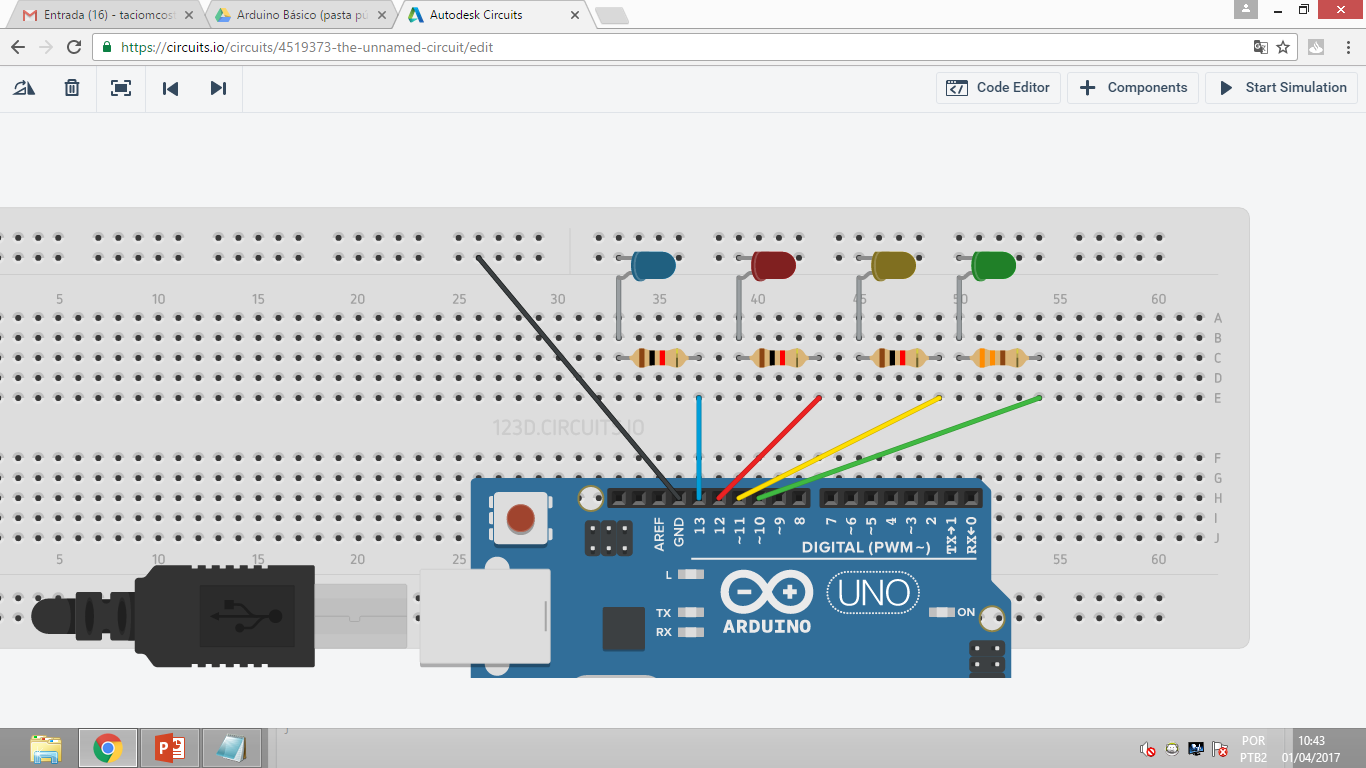 Entrada (16) - taciomcost
Arduino Básico (pasta pú
Autodesk Circuits
https://circuits.io/circuits/4519373-the-unnamed-circuit/edit
Code Editor
Components
Start Simulation
5 10 15 20 25 30 35 40 45 50 55 60
A
B
C
D
E
123D.CIRCUITS.IO
F
G
H
I
J
AREF
GND
13
12
~11
~10
~9
8
7
~6
~5
4
~3
2
TX→1
RX←0
DIGITAL (PWM~)
5 10 15 20 25 60
L
TX
RX
ARDUINO
UNO
ON
POR
PTB2
10:43
01/04/2017